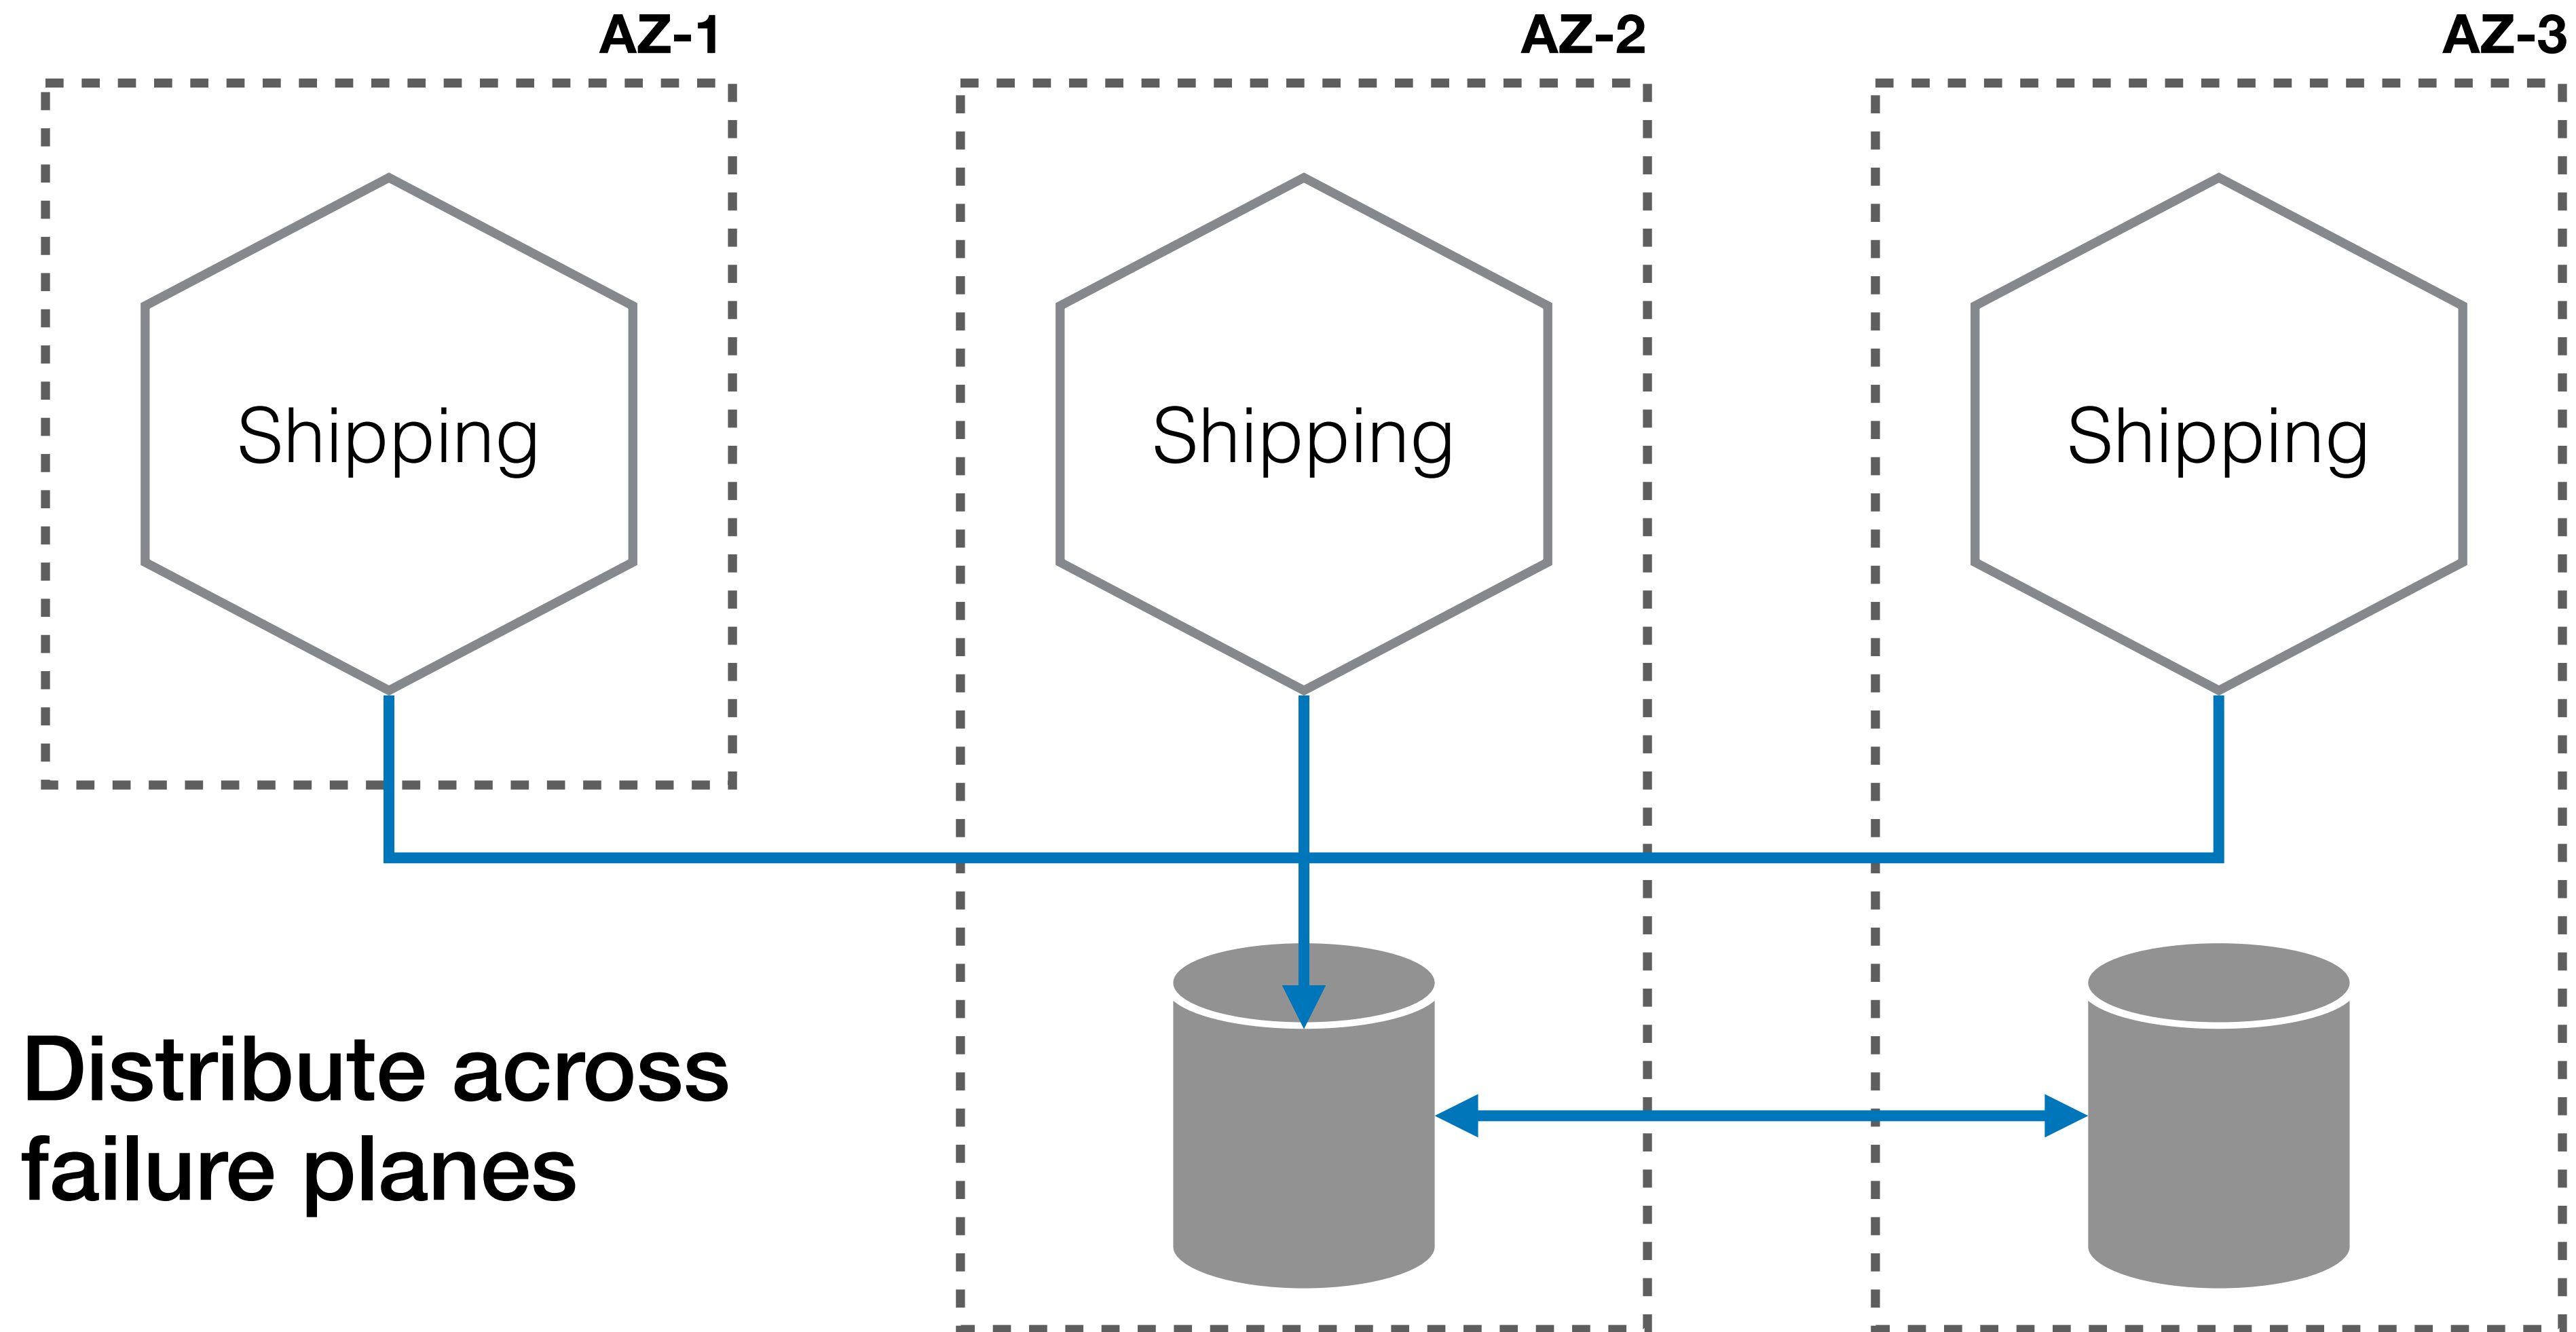 AZ-1
AZ-2
AZ-3
Shipping
Shipping
Shipping
Distribute across
failure planes